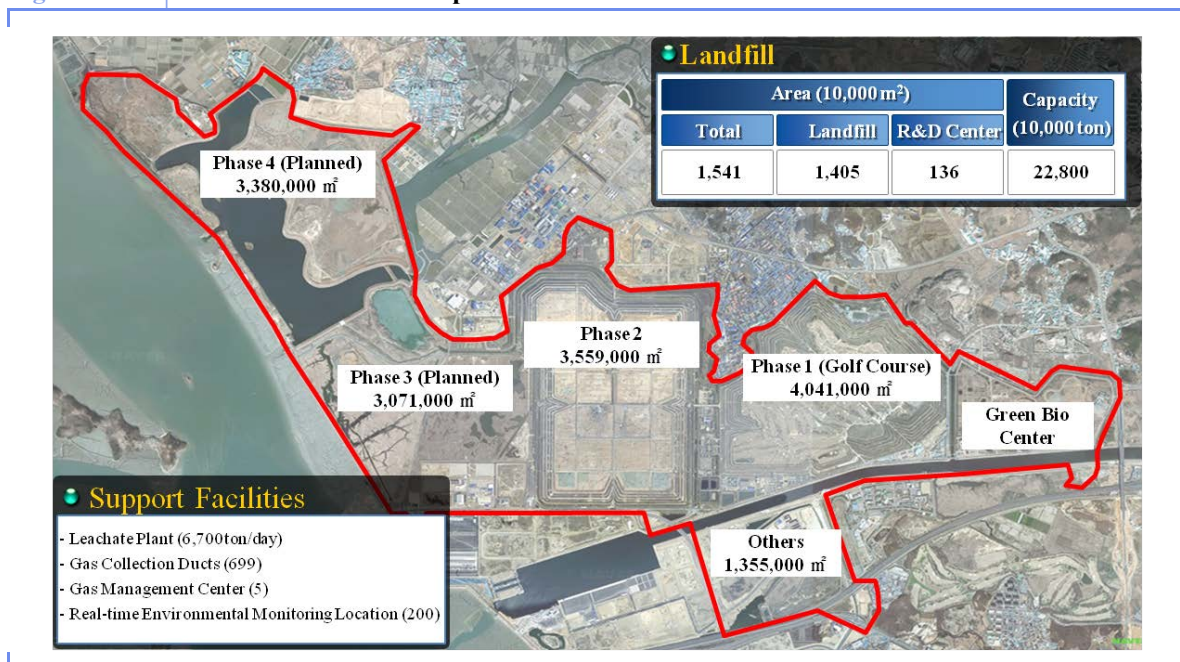 Landfill
Area (10,000 m²)
Capacity
(10,000 ton)
Total
Landfill
R&D Center
1,541
1,405
136
22,800
Phase 4 (Planned)
3,380,000 ㎡
Phase 2
3,559,000 ㎡
Phase 1 (Golf Course)
4,041,000 ㎡
Phase 3 (Planned)
3,071,000 ㎡
Green Bio
Center
Others
1,355,000 ㎡
Support Facilities
- Leachate Plant (6,700ton/day)
- Gas Collection Ducts (699)
- Gas Management Center (5)
- Real-time Environmental Monitoring Location (200)